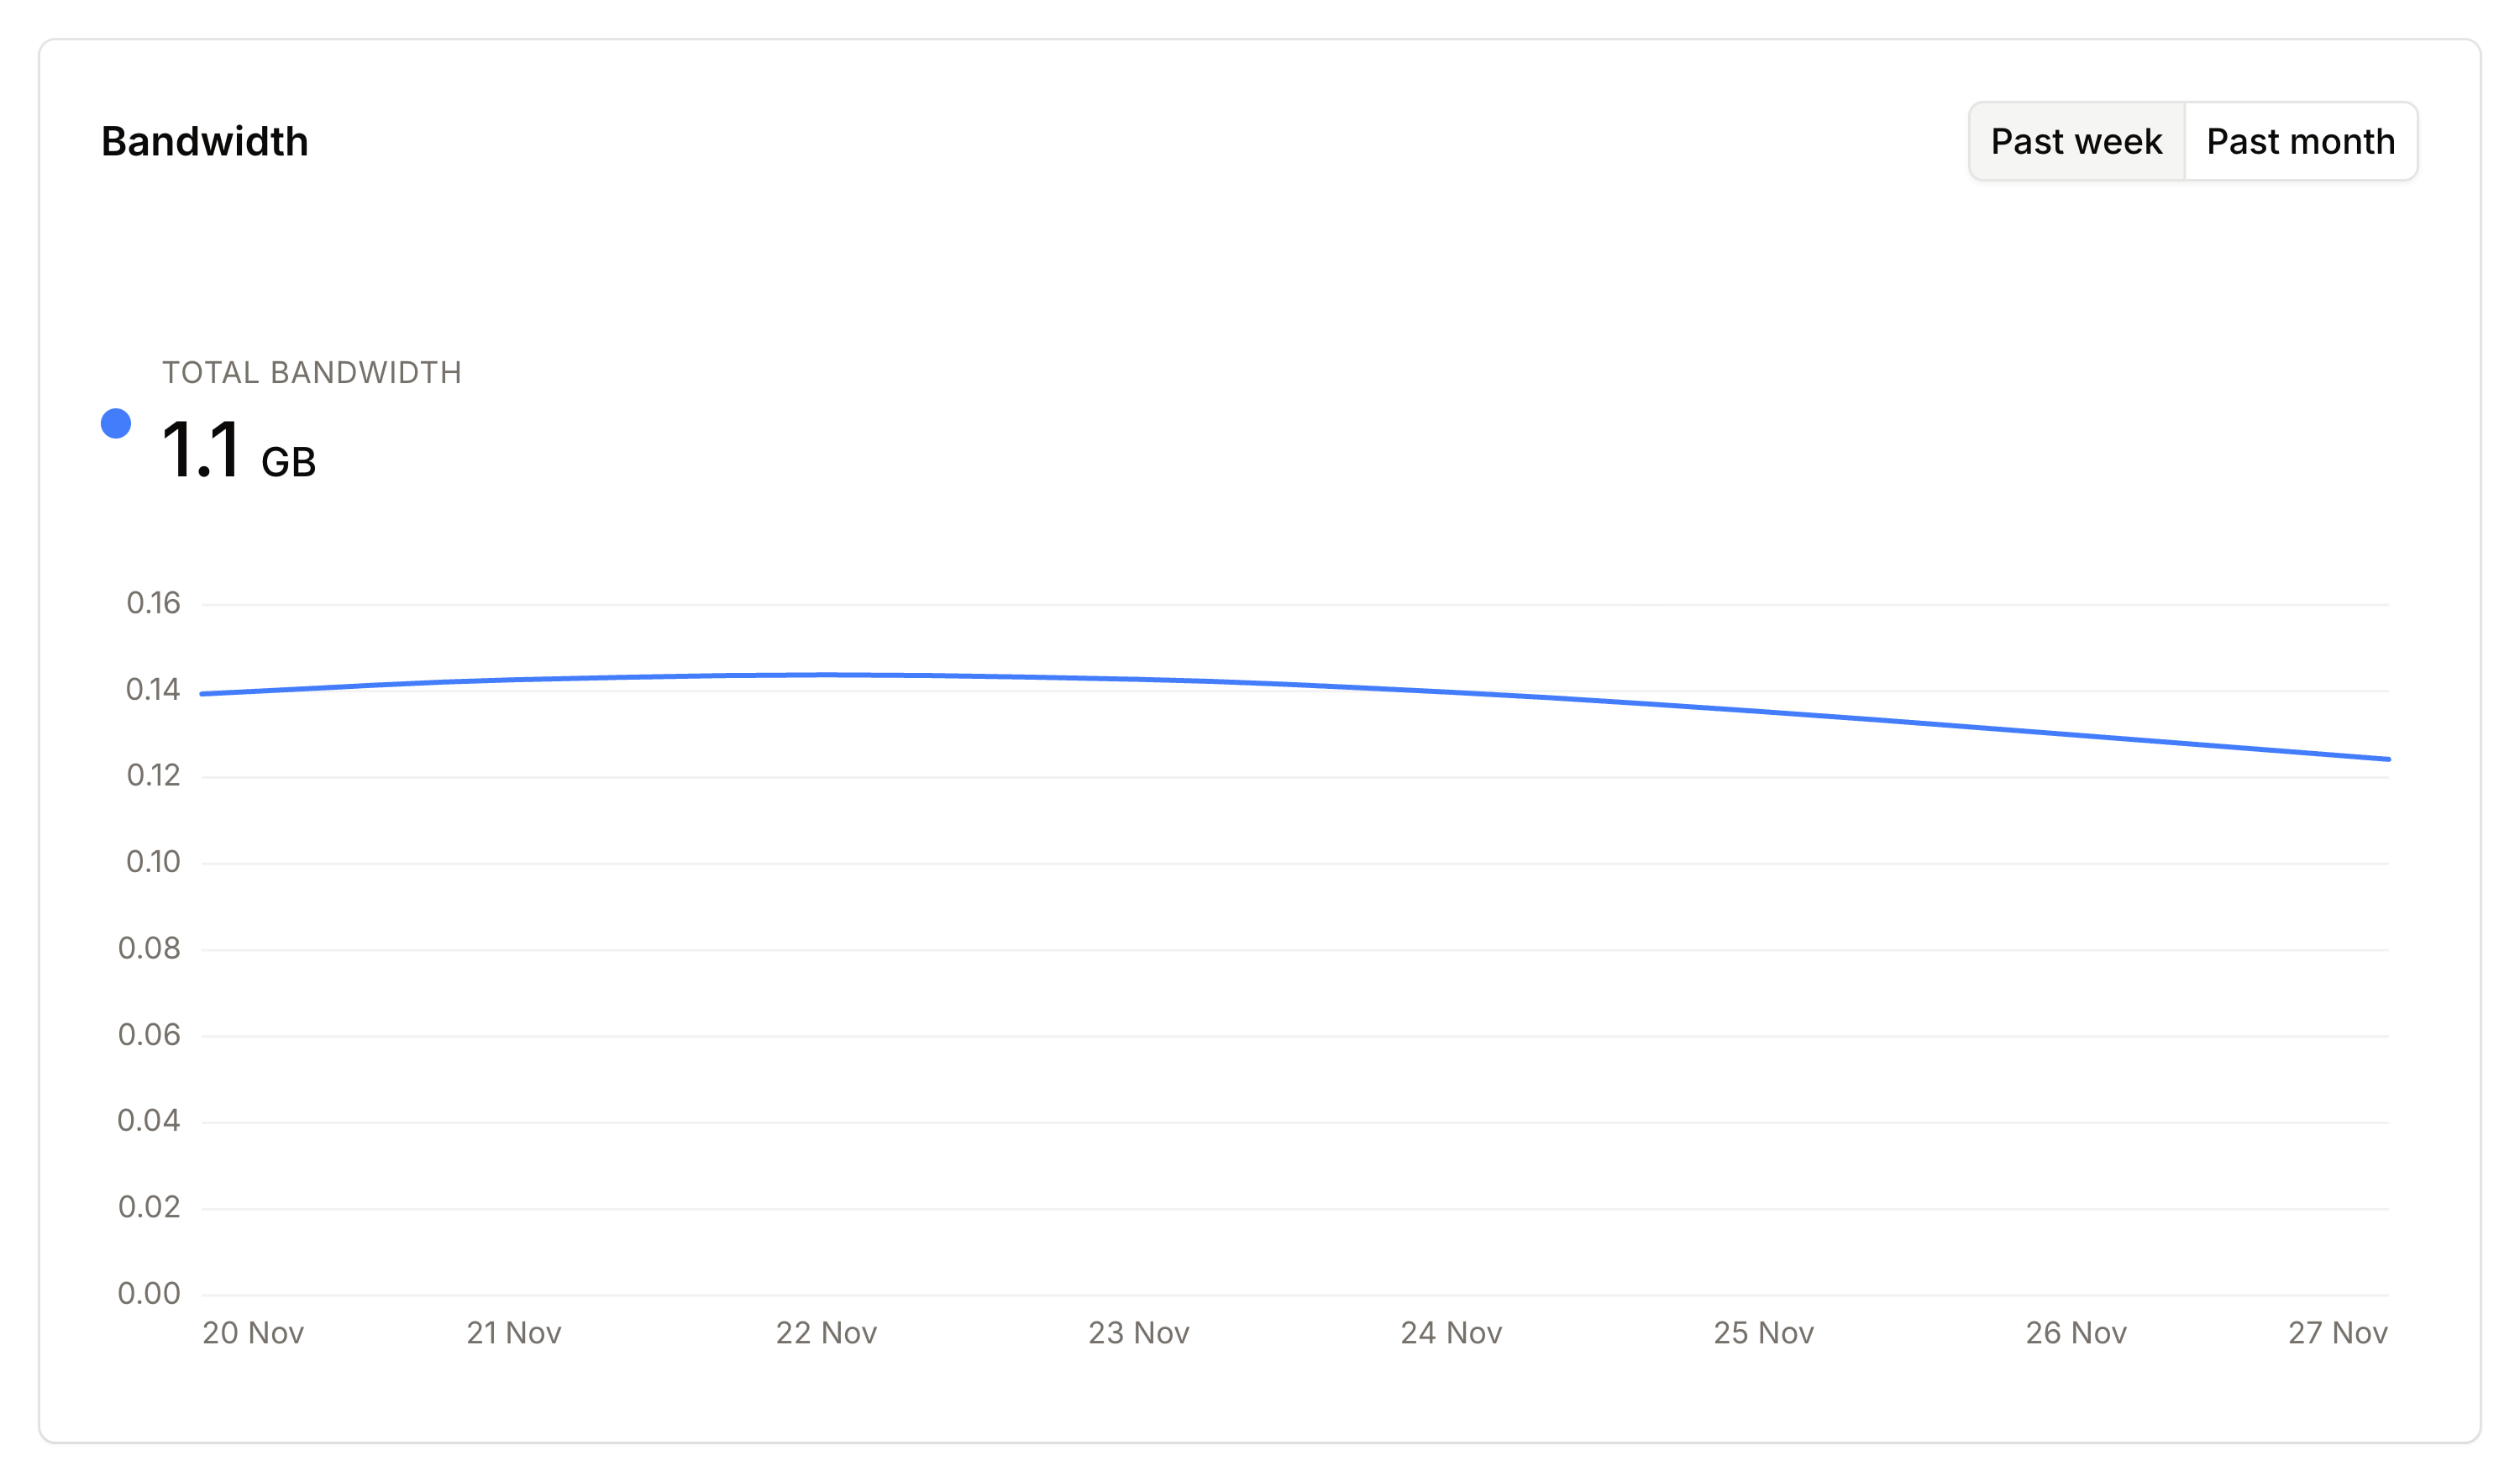 Bandwidth
Past week
Past month
TOTAL BANDWIDTH
1.1 GB
0.16
0.14
0.12
0.10
0.08
0.06
0.04
0.02
0.00
20 Nov
21 Nov
22 Nov
23 Nov
24 Nov
25 Nov
26 Nov
27 Nov